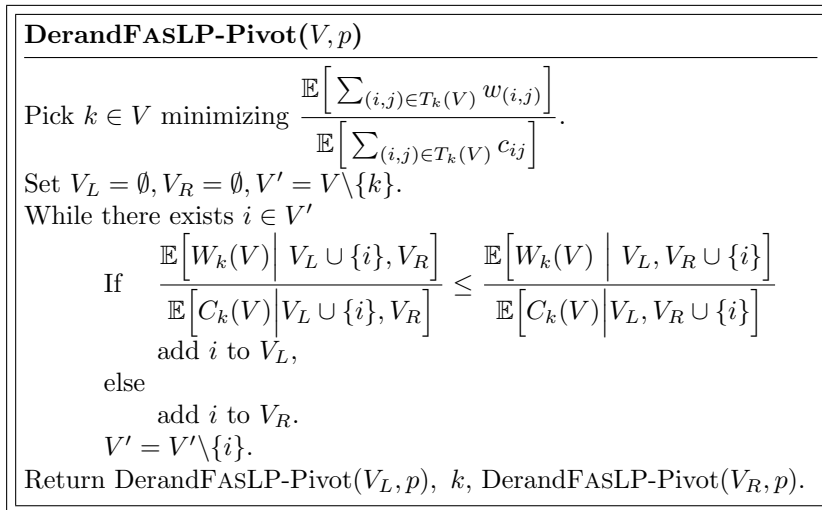 DerandFASLP-Pivot(V, p)
Pick k ∈ V minimizing 𝔼[ ∑_{(i,j)∈T_k(V)} w_{(i,j)} ] / 𝔼[ ∑_{(i,j)∈T_k(V)} c_{ij} ].
Set V_L = ∅, V_R = ∅, V′ = V\{k}.
While there exists i ∈ V′
If 𝔼[W_k(V)| V_L ∪ {i}, V_R] / 𝔼[C_k(V)|V_L ∪ {i}, V_R] ≤ 𝔼[W_k(V) | V_L, V_R ∪ {i}] / 𝔼[C_k(V)|V_L, V_R ∪ {i}]
add i to V_L,
else
add i to V_R.
V′ = V′\{i}.
Return DerandFASLP-Pivot(V_L, p), k, DerandFASLP-Pivot(V_R, p).